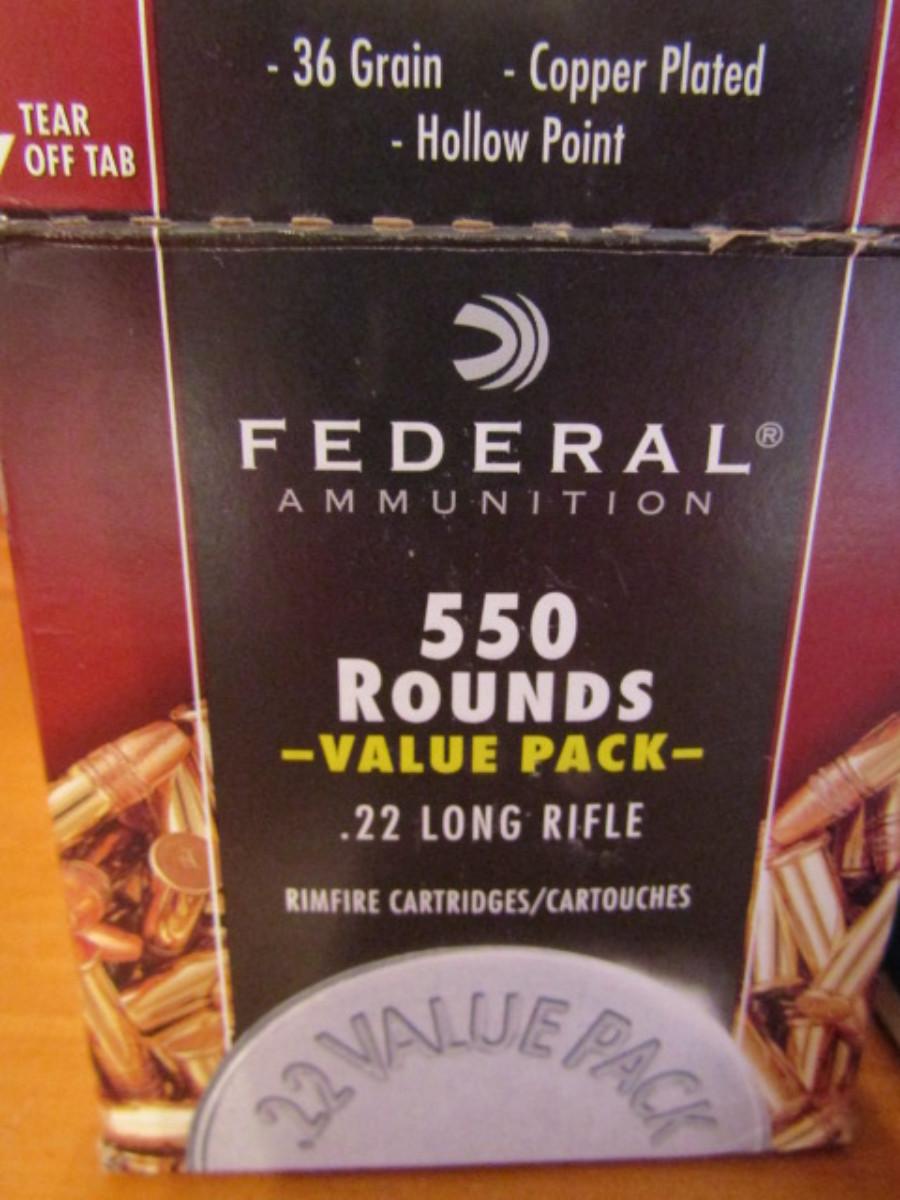 - 36 Grain - Copper Plated
- Hollow Point
TEAR
OFF TAB
FEDERAL®
AMMUNITION
550
ROUNDS
–VALUE PACK–
.22 LONG RIFLE
RIMFIRE CARTRIDGES/CARTOUCHES
.22 VALUE PACK